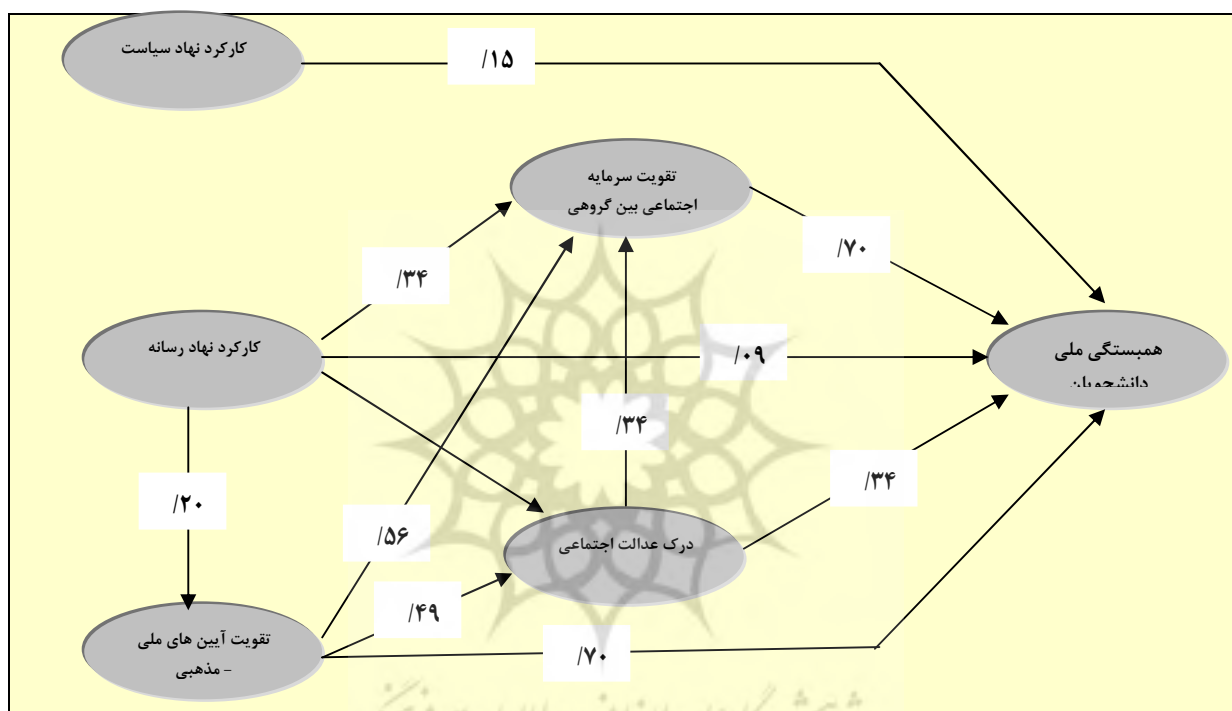 کارکرد نهاد سیاست
/۱۵
تقویت سرمایه
اجتماعی بین گروهی
/۷۰
/۳۴
کارکرد نهاد رسانه
/۰۹
همبستگی ملی
دانشجویان
/۳۴
/۳۴
/۲۰
/۵۶
درک عدالت اجتماعی
/۴۹
تقویت آیین های ملی
– مذهبی
/۷۰